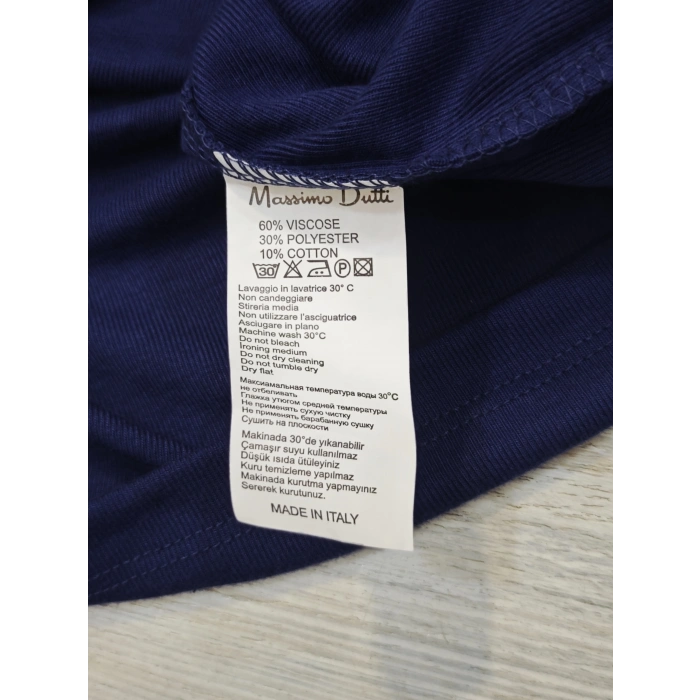 Massimo Dutti
60% VISCOSE
30% POLYESTER
10% COTTON
30 P
Lavaggio in lavatrice 30° C
Non candeggiare
Stireria media
Non utilizzare l'asciguatrice
Asciugare in plano
Machine wash 30°C
Do not bleach
Ironing medium
Do not dry cleaning
Do not tumble dry
Dry flat
Максиамальная температура воды 30°C
не отбеливать
Глажка утюгом средней температуры
Не применять сухую чистку
Не применять барабанную сушку
Сушить на плоскости
Makinada 30°de yıkanabilir
Çamaşır suyu kullanılmaz
Düşük ısıda ütüleyiniz
Kuru temizleme yapılmaz
Makinada kurutma yapmayınız
Sererek kurutunuz.
MADE IN ITALY